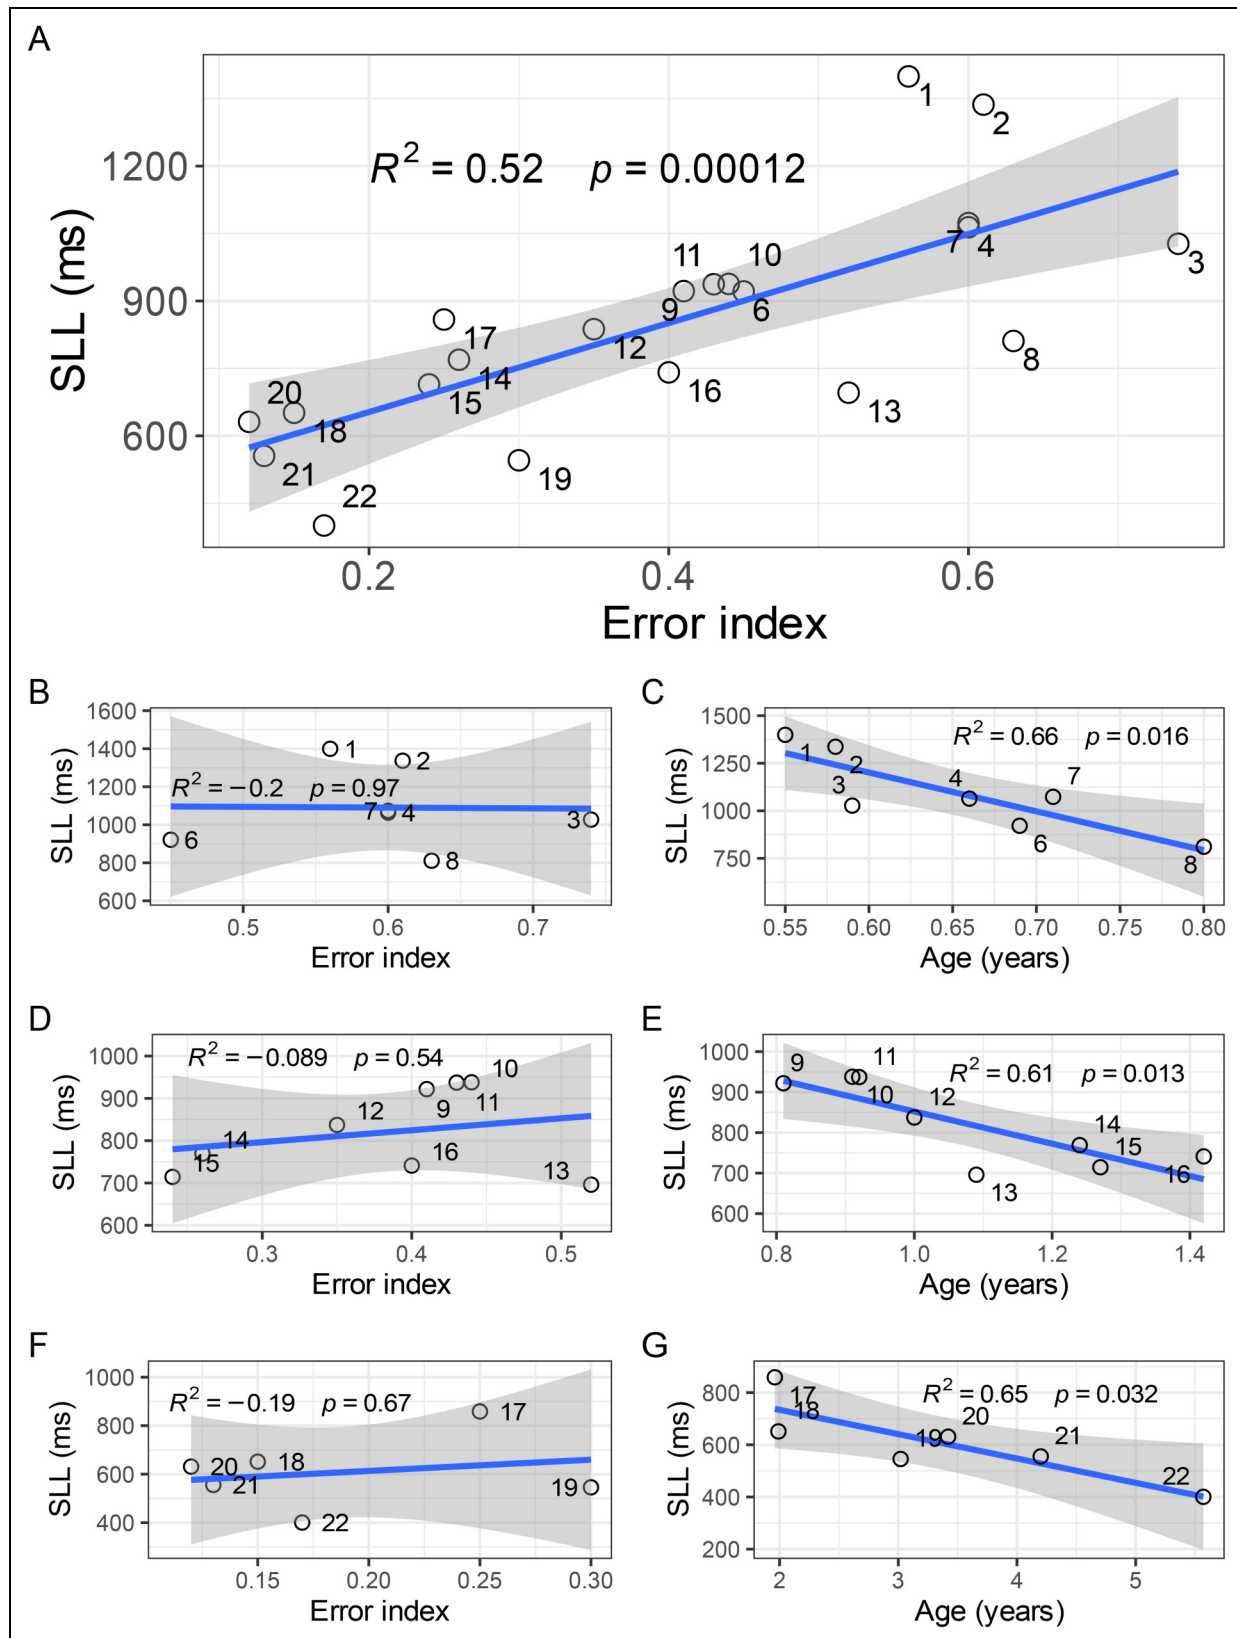 A
SLL (ms)
1200
900
600
R² = 0.52 p = 0.00012
1
2
3
7 4
11 10
9 6
17
12
8
14
16
15
13
20
18
21
19
22
0.2 0.4 0.6
Error index
B
SLL (ms)
1600
1400
1200
1000
800
600
R² = −0.2 p = 0.97
1
2
7 4
3
6
8
0.5 0.6 0.7
Error index
C
SLL (ms)
1500
1250
1000
750
R² = 0.66 p = 0.016
1
2
3
4
7
6
8
0.55 0.60 0.65 0.70 0.75 0.80
Age (years)
D
SLL (ms)
1000
900
800
700
600
R² = −0.089 p = 0.54
10
12
9
11
14
15
16
13
0.3 0.4 0.5
Error index
E
SLL (ms)
1000
900
800
700
600
R² = 0.61 p = 0.013
9
11
10
12
14
15
16
13
0.8 1.0 1.2 1.4
Age (years)
F
SLL (ms)
1000
800
600
400
R² = −0.19 p = 0.67
17
18
20
21
19
22
0.15 0.20 0.25 0.30
Error index
G
SLL (ms)
800
600
400
200
R² = 0.65 p = 0.032
17
18
20
19
21
22
2 3 4 5
Age (years)